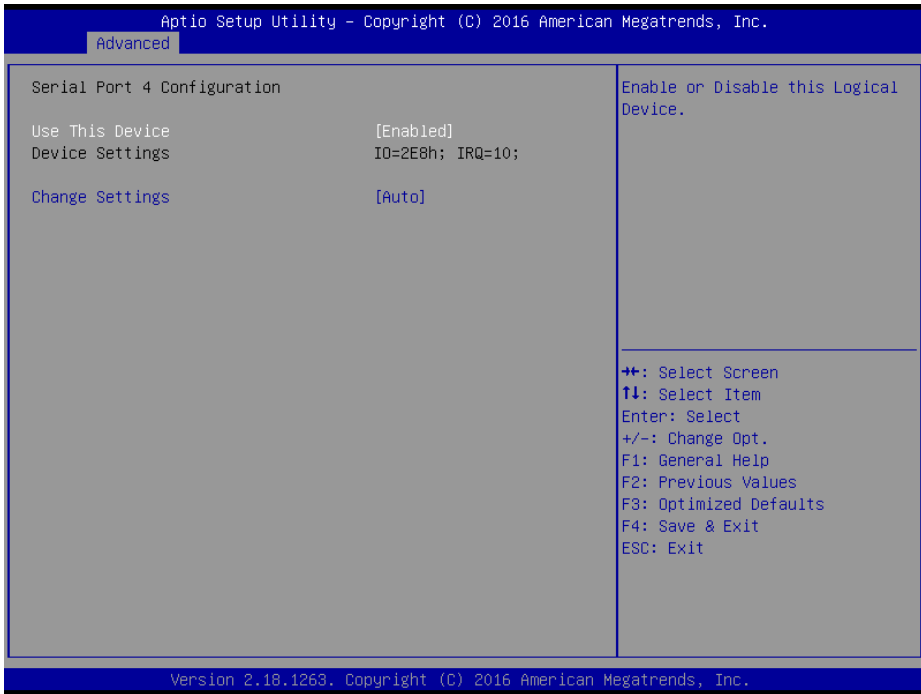 Aptio Setup Utility – Copyright (C) 2016 American Megatrends, Inc.
Advanced
Serial Port 4 Configuration
Use This Device [Enabled]
Device Settings IO=2E8h; IRQ=10;
Change Settings [Auto]
Enable or Disable this Logical
Device.
→←: Select Screen
↑↓: Select Item
Enter: Select
+/-: Change Opt.
F1: General Help
F2: Previous Values
F3: Optimized Defaults
F4: Save & Exit
ESC: Exit
Version 2.18.1263. Copyright (C) 2016 American Megatrends, Inc.